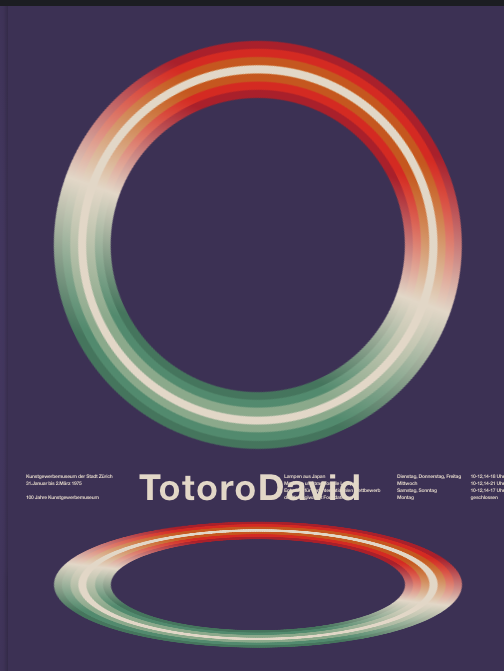 Kunstgewerbemuseum der Stadt Zürich
31.Januar bis 2.März 1975
100 Jahre Kunstgewerbemuseum
TotoroDavid
Lampen aus Japan
Dienstag, Donnerstag, Freitag
Mittwoch
Samstag, Sonntag
Montag
10-12,14-18 Uhr
10-12,14-21 Uhr
10-12,14-17 Uhr
geschlossen